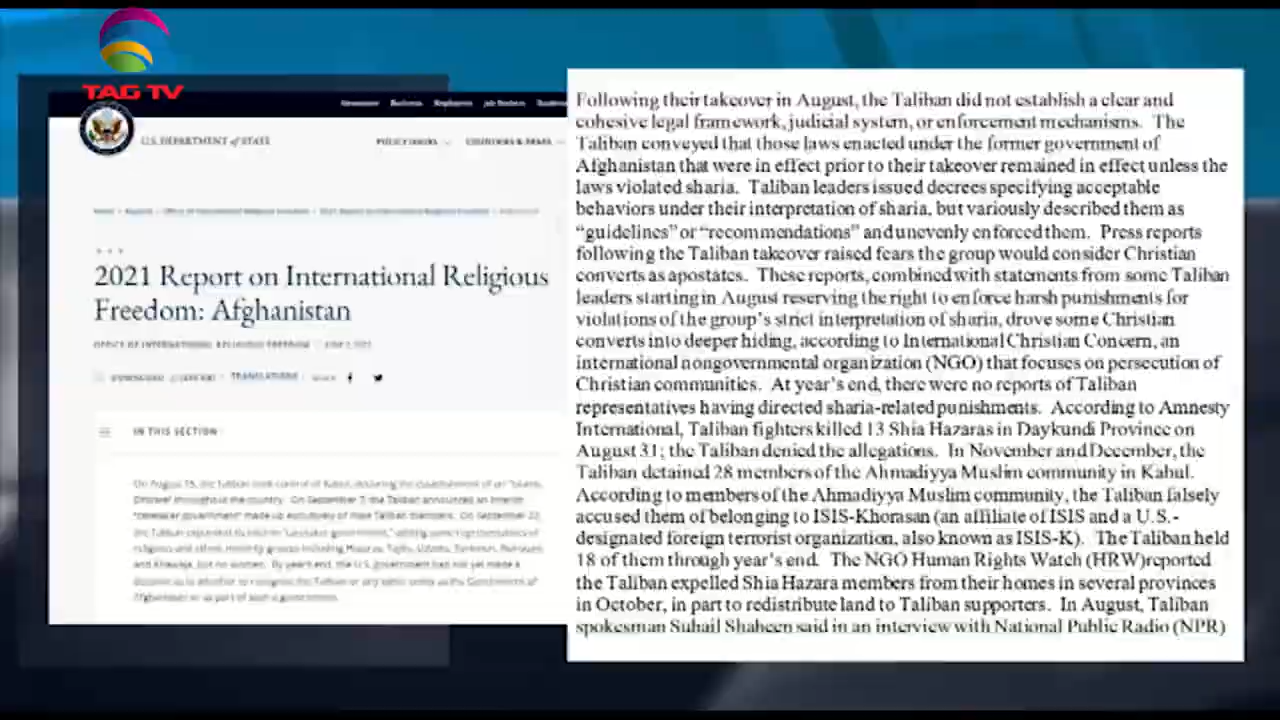 TAG TV
Newsroom Business Employees Job Seekers
U.S. DEPARTMENT of STATE
POLICY ISSUES COUNTRIES & AREAS
2021 Report on International Religious
Freedom: Afghanistan
OFFICE OF INTERNATIONAL RELIGIOUS FREEDOM
TRANSLATIONS
IN THIS SECTION
Following their takeover in August, the Taliban did not establish a clear and
cohesive legal framework, judicial system, or enforcement mechanisms. The
Taliban conveyed that those laws enacted under the former government of
Afghanistan that were in effect prior to their takeover remained in effect unless the
laws violated sharia. Taliban leaders issued decrees specifying acceptable
behaviors under their interpretation of sharia, but variously described them as
“guidelines” or “recommendations” and unevenly enforced them. Press reports
following the Taliban takeover raised fears the group would consider Christian
converts as apostates. These reports, combined with statements from some Taliban
leaders starting in August reserving the right to enforce harsh punishments for
violations of the group’s strict interpretation of sharia, drove some Christian
converts into deeper hiding, according to International Christian Concern, an
international nongovernmental organization (NGO) that focuses on persecution of
Christian communities. At year’s end, there were no reports of Taliban
representatives having directed sharia-related punishments. According to Amnesty
International, Taliban fighters killed 13 Shia Hazaras in Daykundi Province on
August 31; the Taliban denied the allegations. In November and December, the
Taliban detained 28 members of the Ahmadiyya Muslim community in Kabul.
According to members of the Ahmadiyya Muslim community, the Taliban falsely
accused them of belonging to ISIS-Khorasan (an affiliate of ISIS and a U.S.-
designated foreign terrorist organization, also known as ISIS-K). The Taliban held
18 of them through year’s end. The NGO Human Rights Watch (HRW) reported
the Taliban expelled Shia Hazara members from their homes in several provinces
in October, in part to redistribute land to Taliban supporters. In August, Taliban
spokesman Suhail Shaheen said in an interview with National Public Radio (NPR)